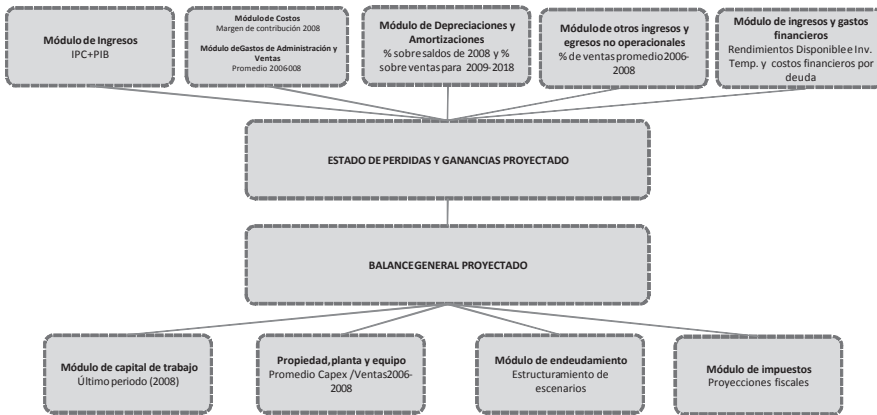 Módulo de Ingresos
IPC+PIB
Módulo de Costos
Margen de contribución 2008
Módulo deGastos de Administración y
Ventas
Promedio 2006-008
Módulo de Depreciaciones y
Amortizaciones
% sobre saldos de 2008 y %
sobre ventas para 2009-2018
Módulo de otros ingresos y
egresos no operacionales
% de ventas promedio 2006-
2008
Módulo de ingresos y gastos
financieros
Rendimientos Disponible e Inv.
Temp. y costos financieros por
deuda
ESTADO DE PERDIDAS Y GANANCIAS PROYECTADO
BALANCE GENERAL PROYECTADO
Módulo de capital de trabajo
Último periodo (2008)
Propiedad, planta y equipo
Promedio Capex /Ventas2006-
2008
Módulo de endeudamiento
Estructuramiento de
escenarios
Módulo de impuestos
Proyecciones fiscales